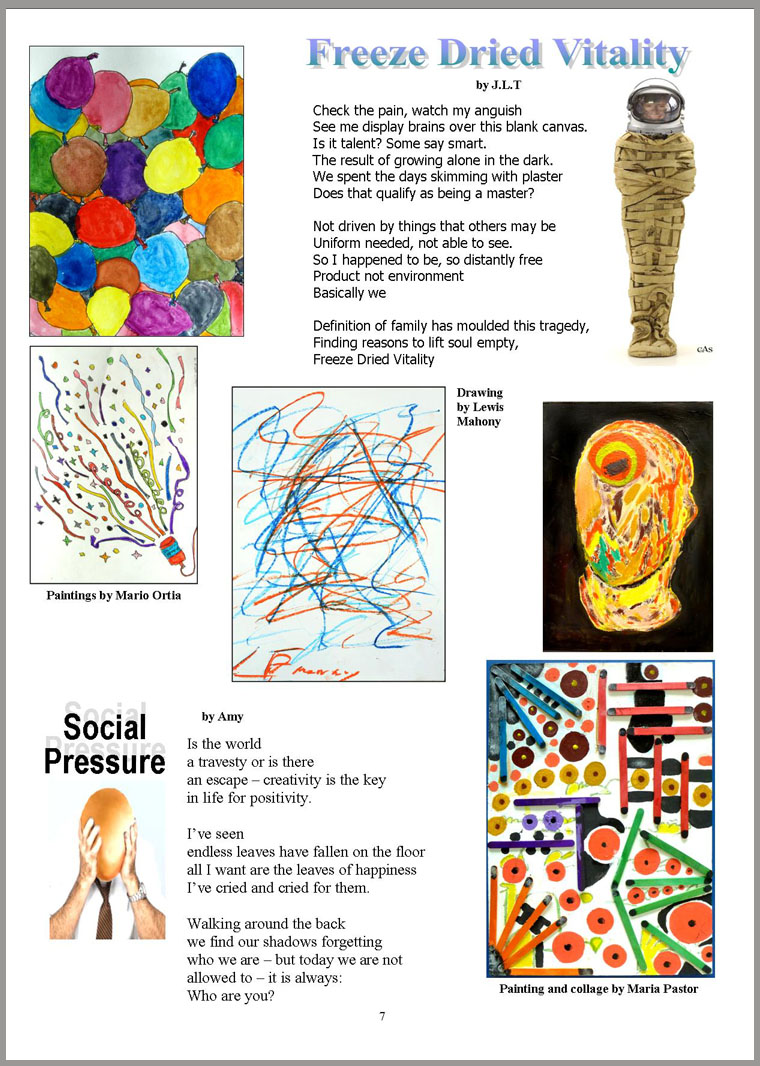 Freeze Dried Vitality
by J.L.T
Check the pain, watch my anguish
See me display brains over this blank canvas.
Is it talent? Some say smart.
The result of growing alone in the dark.
We spent the days skimming with plaster
Does that qualify as being a master?
Not driven by things that others may be
Uniform needed, not able to see.
So I happened to be, so distantly free
Product not environment
Basically we
Definition of family has moulded this tragedy,
Finding reasons to lift soul empty,
Freeze Dried Vitality
GAS
Drawing
by Lewis
Mahony
Paintings by Mario Ortia
Social
Pressure
by Amy
Is the world
a travesty or is there
an escape – creativity is the key
in life for positivity.
I've seen
endless leaves have fallen on the floor
all I want are the leaves of happiness
I've cried and cried for them.
Walking around the back
we find our shadows forgetting
who we are – but today we are not
allowed to – it is always:
Who are you?
Painting and collage by Maria Pastor
7